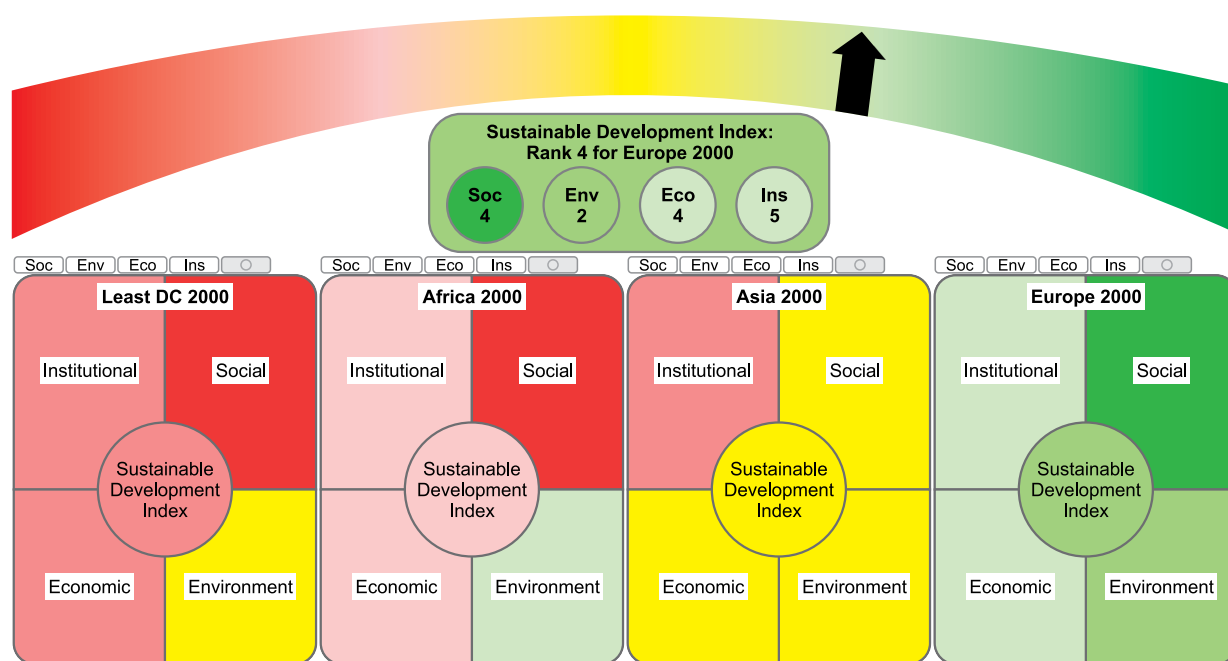 Sustainable Development Index:
Rank 4 for Europe 2000
Soc
4
Env
2
Eco
4
Ins
5
Soc Env Eco Ins
Least DC 2000
Institutional
Social
Sustainable
Development
Index
Economic
Environment
Soc Env Eco Ins
Africa 2000
Institutional
Social
Sustainable
Development
Index
Economic
Environment
Soc Env Eco Ins
Asia 2000
Institutional
Social
Sustainable
Development
Index
Economic
Environment
Soc Env Eco Ins
Europe 2000
Institutional
Social
Sustainable
Development
Index
Economic
Environment